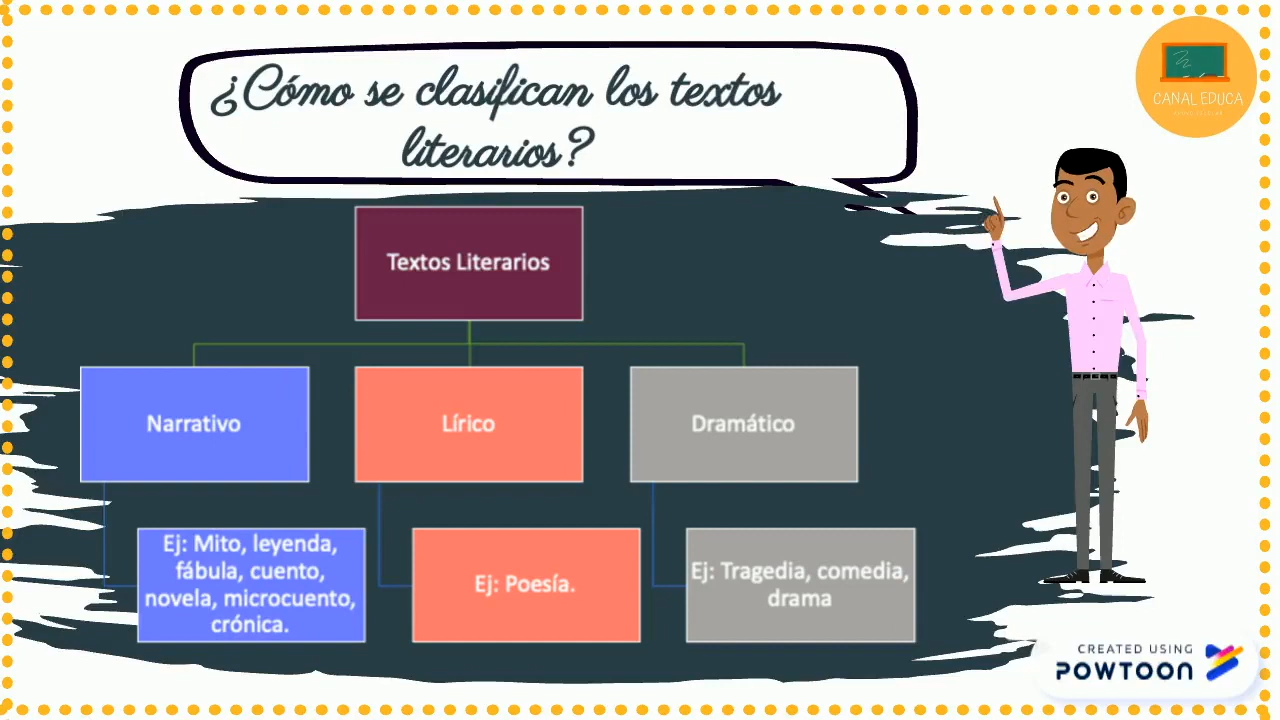 ¿Cómo se clasifican los textos
literarios?
CANAL EDUCA
Textos Literarios
Narrativo
Lírico
Dramático
Ej: Mito, leyenda,
fábula, cuento,
novela, microcuento,
crónica.
Ej: Poesía.
Ej: Tragedia, comedia,
drama
CREATED USING
POWTOON